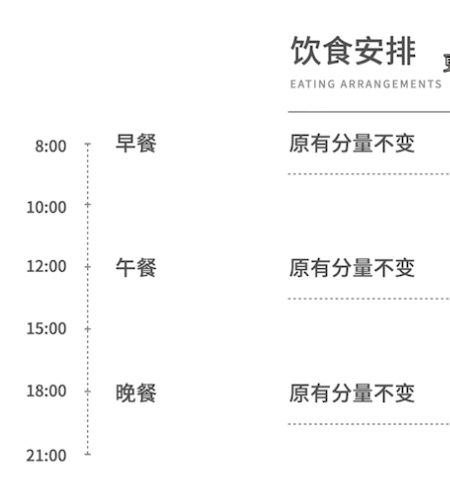 饮食安排
EATING ARRANGEMENTS
8:00 早餐 原有分量不变
10:00
12:00 午餐 原有分量不变
15:00
18:00 晚餐 原有分量不变
21:00